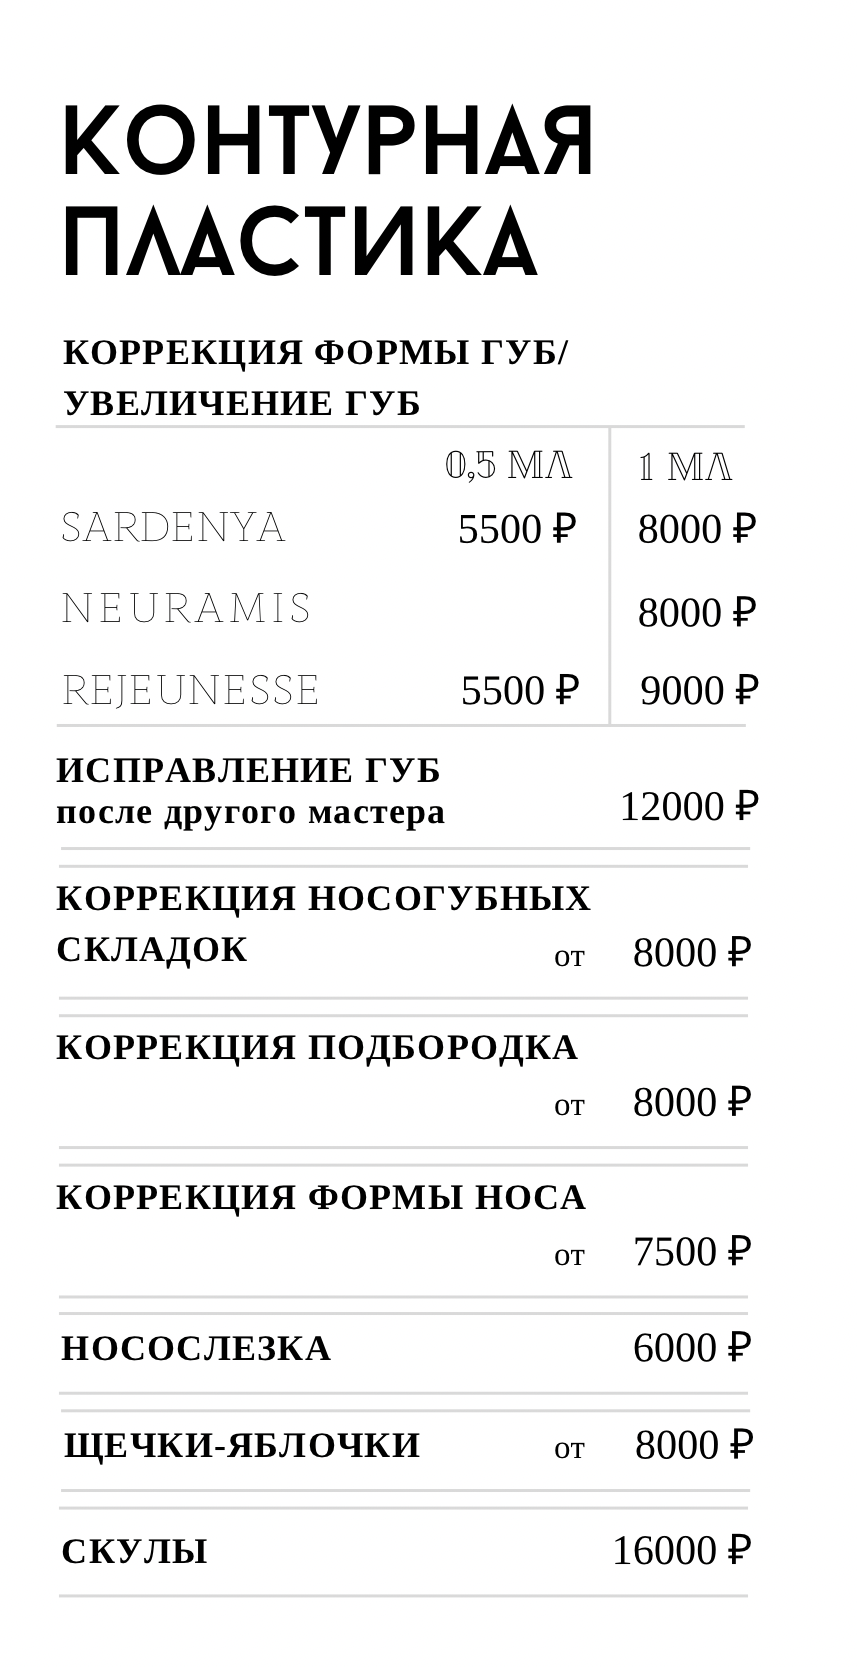 КОНТУРНАЯ
ПЛАСТИКА
КОРРЕКЦИЯ ФОРМЫ ГУБ/
УВЕЛИЧЕНИЕ ГУБ
0,5 МЛ 1 МЛ
SARDENYA 5500 ₽ 8000 ₽
NEURAMIS 8000 ₽
REJEUNESSE 5500 ₽ 9000 ₽
ИСПРАВЛЕНИЕ ГУБ
после другого мастера 12000 ₽
КОРРЕКЦИЯ НОСОГУБНЫХ
СКЛАДОК от 8000 ₽
КОРРЕКЦИЯ ПОДБОРОДКА
от 8000 ₽
КОРРЕКЦИЯ ФОРМЫ НОСА
от 7500 ₽
НОСОСЛЕЗКА 6000 ₽
ЩЕЧКИ-ЯБЛОЧКИ от 8000 ₽
СКУЛЫ 16000 ₽